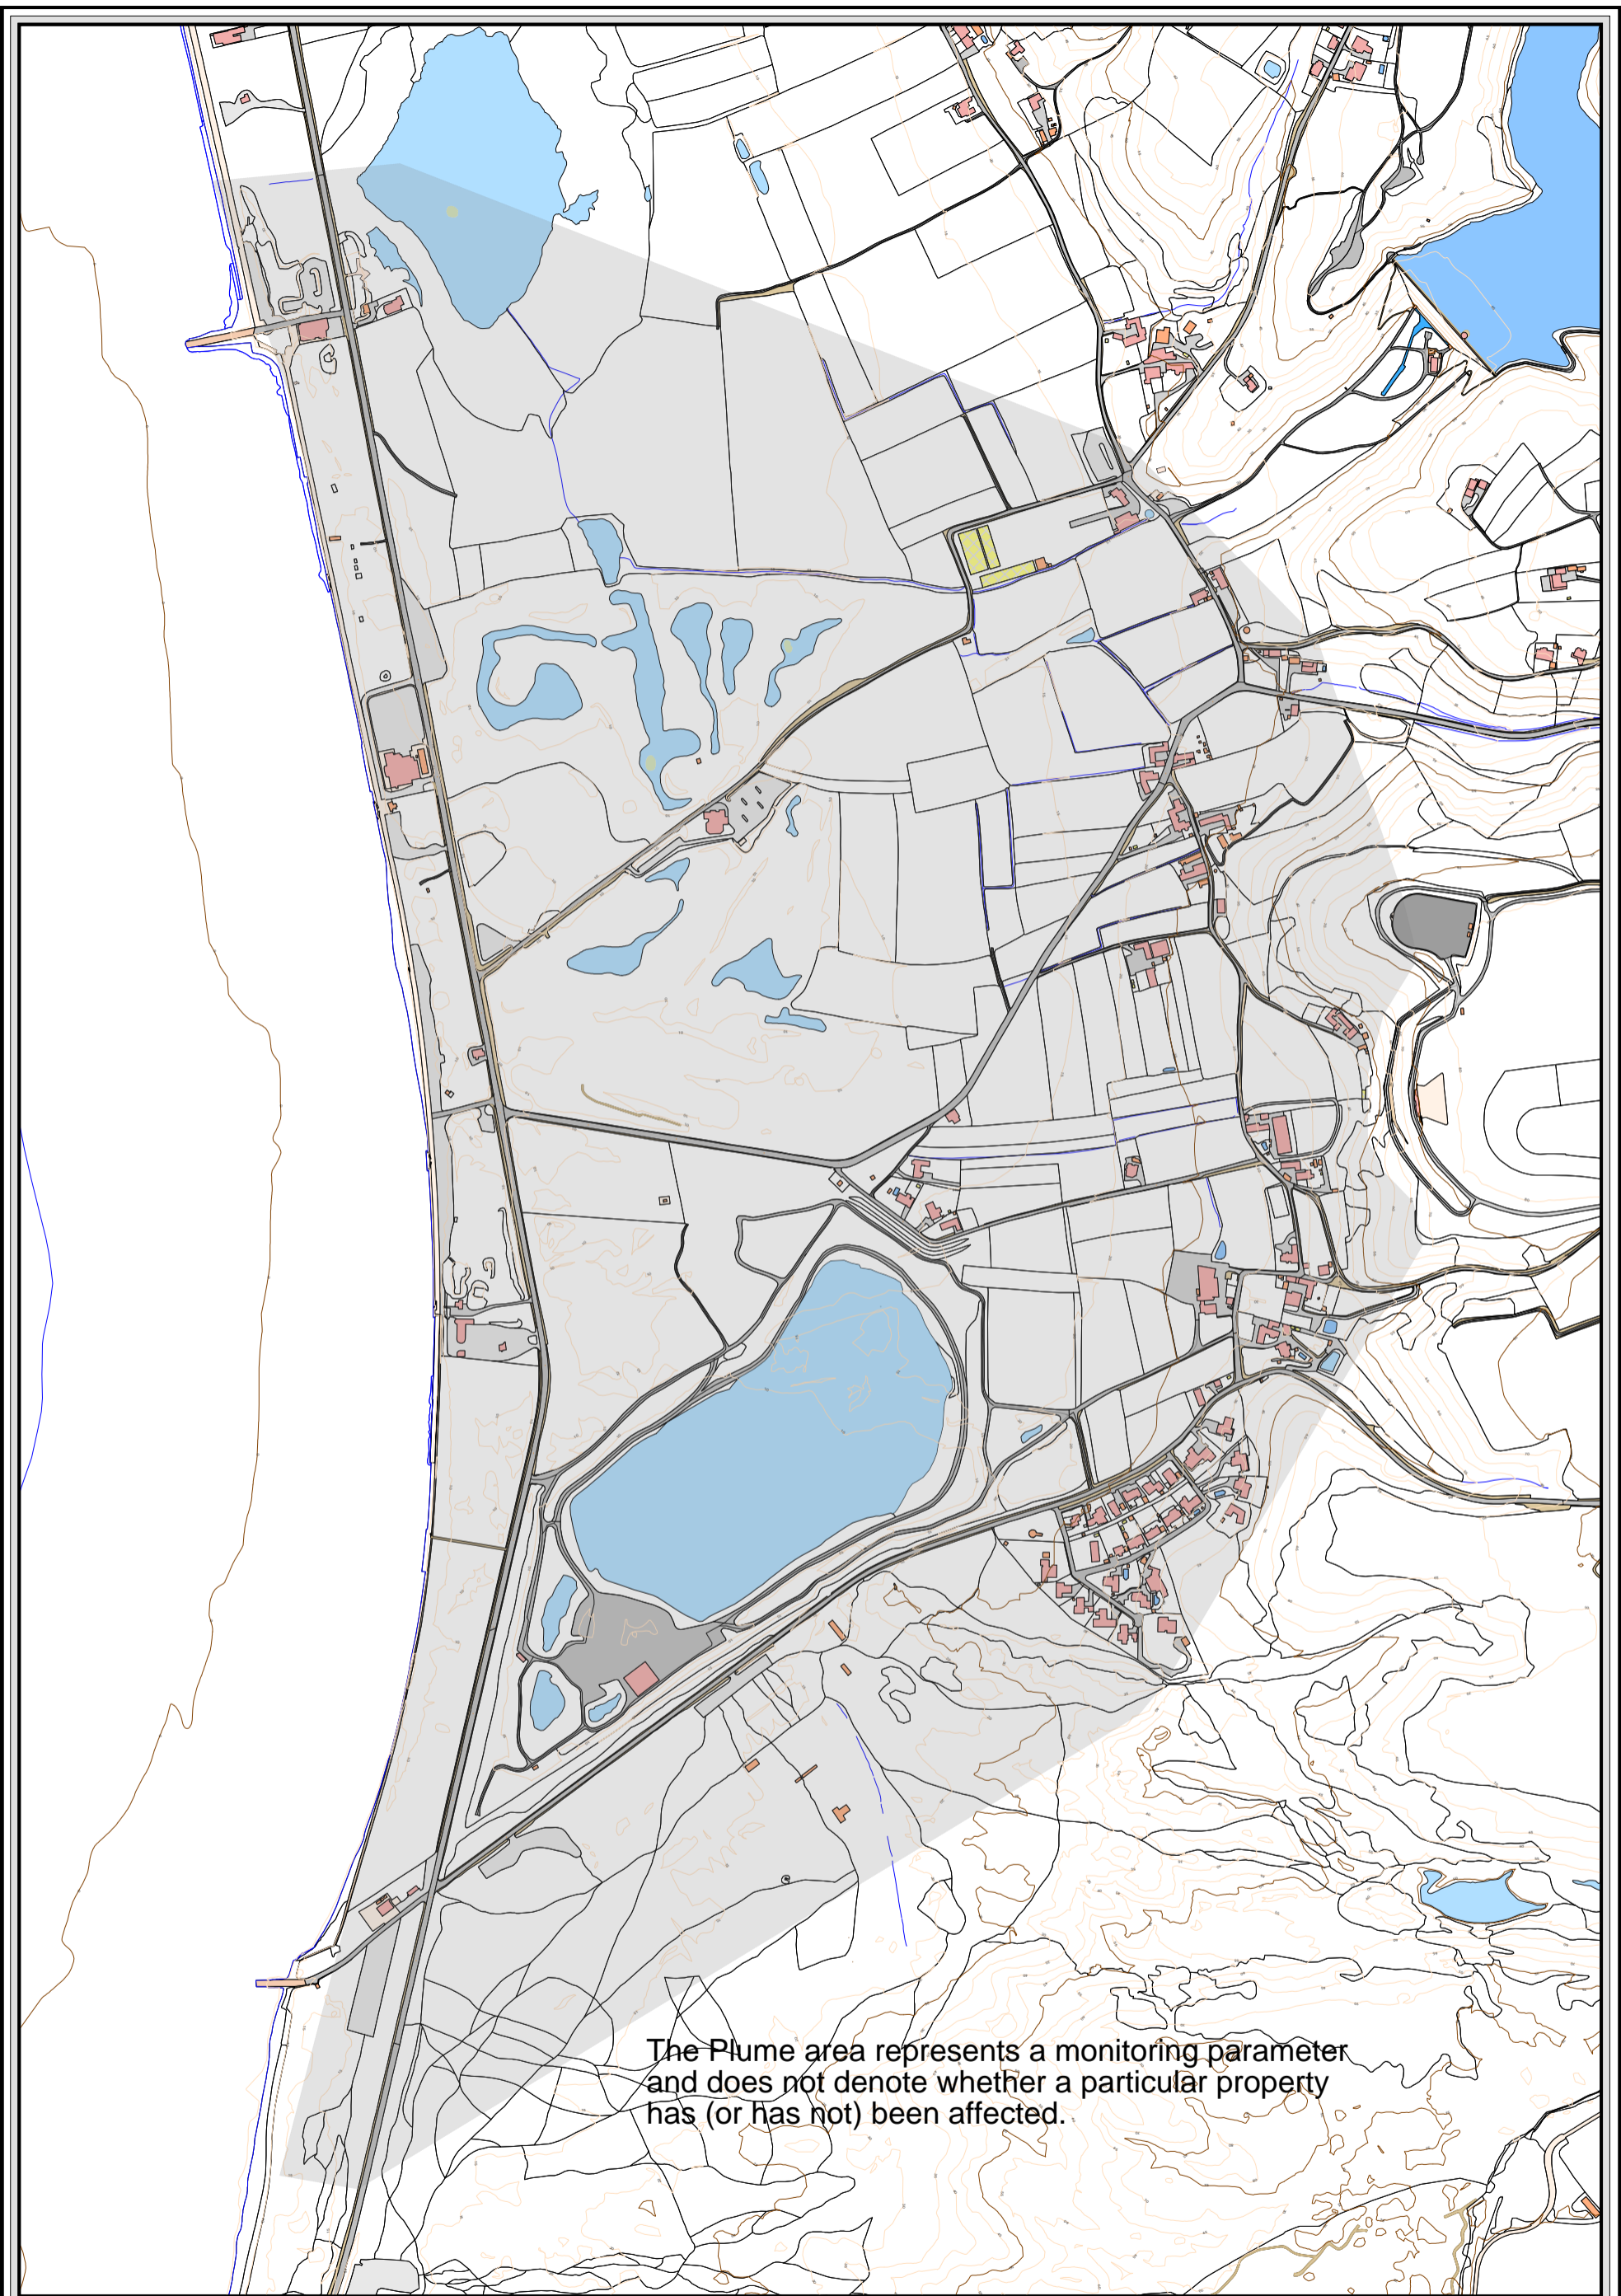 The Plume area represents a monitoring parameter
and does not denote whether a particular property
has (or has not) been affected.